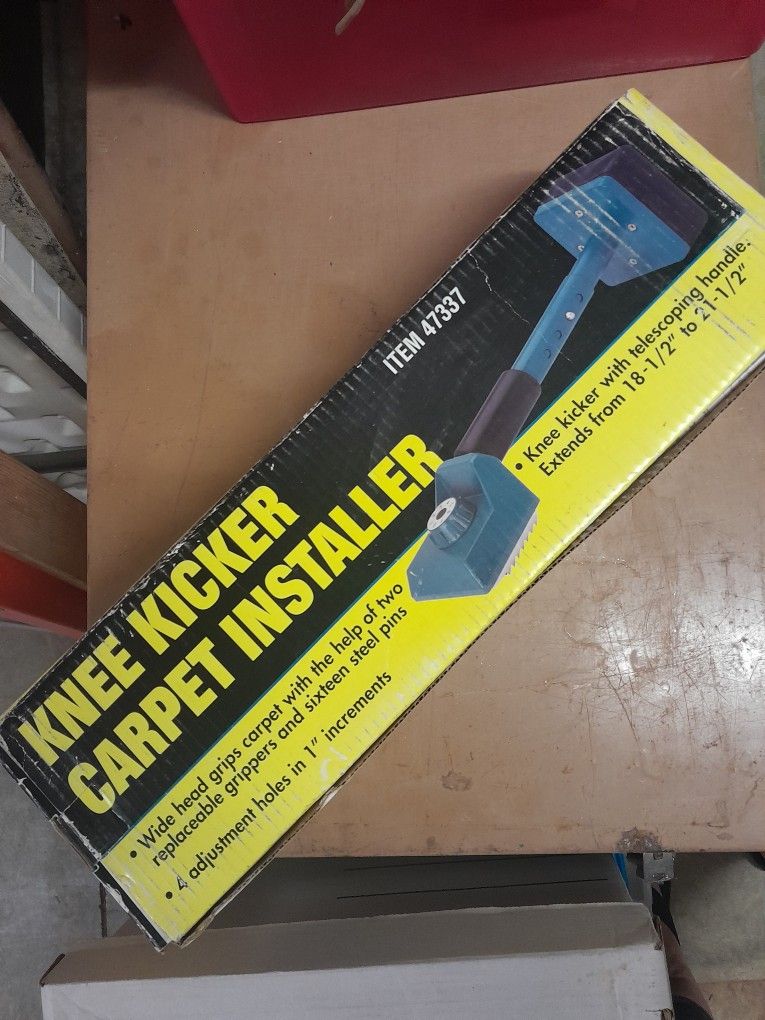 ITEM 47337
KNEE KICKER
CARPET INSTALLER
• Knee kicker with telescoping handle.
Extends from 18-1/2" to 21-1/2"
• Wide head grips carpet with the help of two
replaceable grippers and sixteen steel pins
• 4 adjustment holes in 1" increments